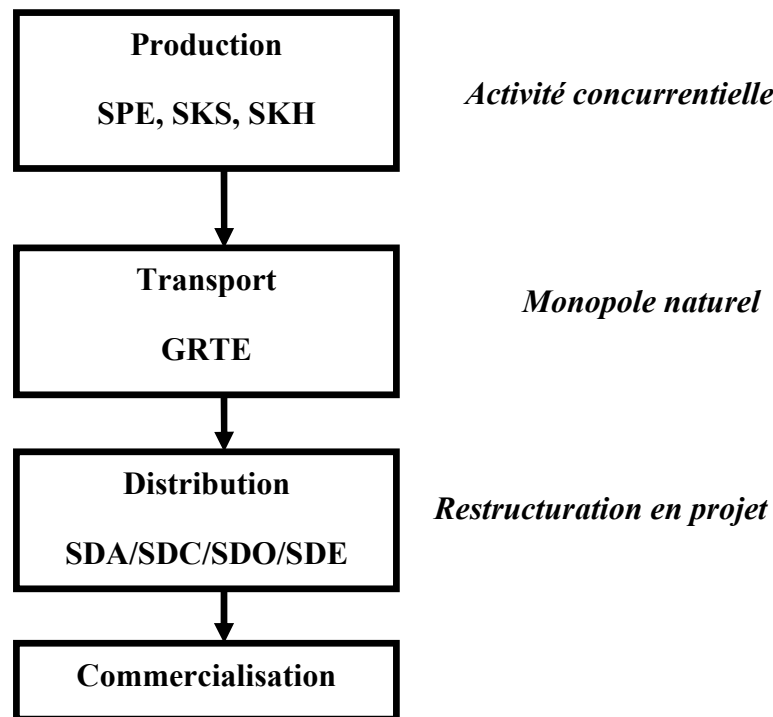 Production
SPE, SKS, SKH
Activité concurrentielle
Transport
GRTE
Monopole naturel
Distribution
SDA/SDC/SDO/SDE
Restructuration en projet
Commercialisation